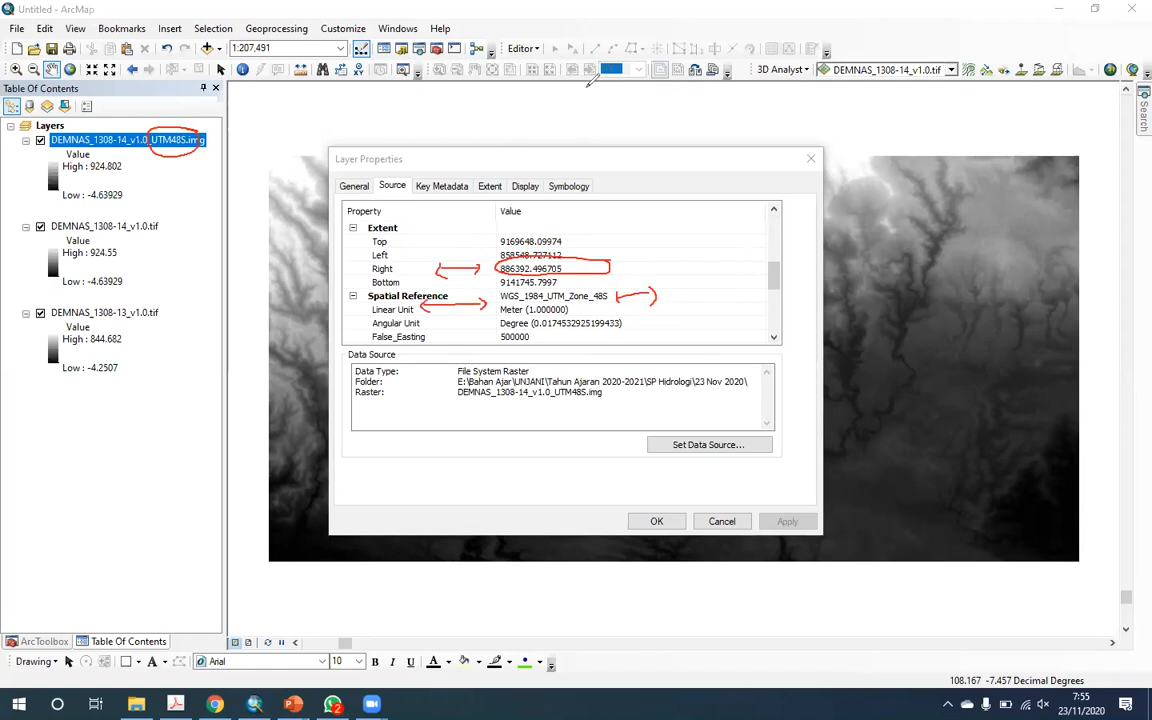 Untitled - ArcMap
File Edit View Bookmarks Insert Selection Geoprocessing Customize Windows Help
1:207,491 Editor
3D Analyst DEMNAS_1308-14_v1.0.tif
Table Of Contents
Layers
DEMNAS_1308-14_v1.0_UTM48S.img
Value
High : 924.802
Low : -4.63929
DEMNAS_1308-14_v1.0.tif
Value
High : 924.55
Low : -4.63929
DEMNAS_1308-13_v1.0.tif
Value
High : 844.682
Low : -4.2507
Layer Properties
General Source Key Metadata Extent Display Symbology
Property Value
Extent
Top 9169648.09974
Left 858548.727112
Right 886392.496705
Bottom 9141745.7997
Spatial Reference WGS_1984_UTM_Zone_48S
Linear Unit Meter (1.000000)
Angular Unit Degree (0.0174532925199433)
False_Easting 500000
Data Source
Data Type: File System Raster
Folder: E:\Bahan Ajar\UNJANI\Tahun Ajaran 2020-2021\SP Hidrologi\23 Nov 2020\
Raster: DEMNAS_1308-14_v1.0_UTM48S.img
Set Data Source...
OK Cancel Apply
Search
ArcToolbox Table Of Contents
Drawing A Arial 10 B I U A
108.167 -7.457 Decimal Degrees
2
7:55
23/11/2020